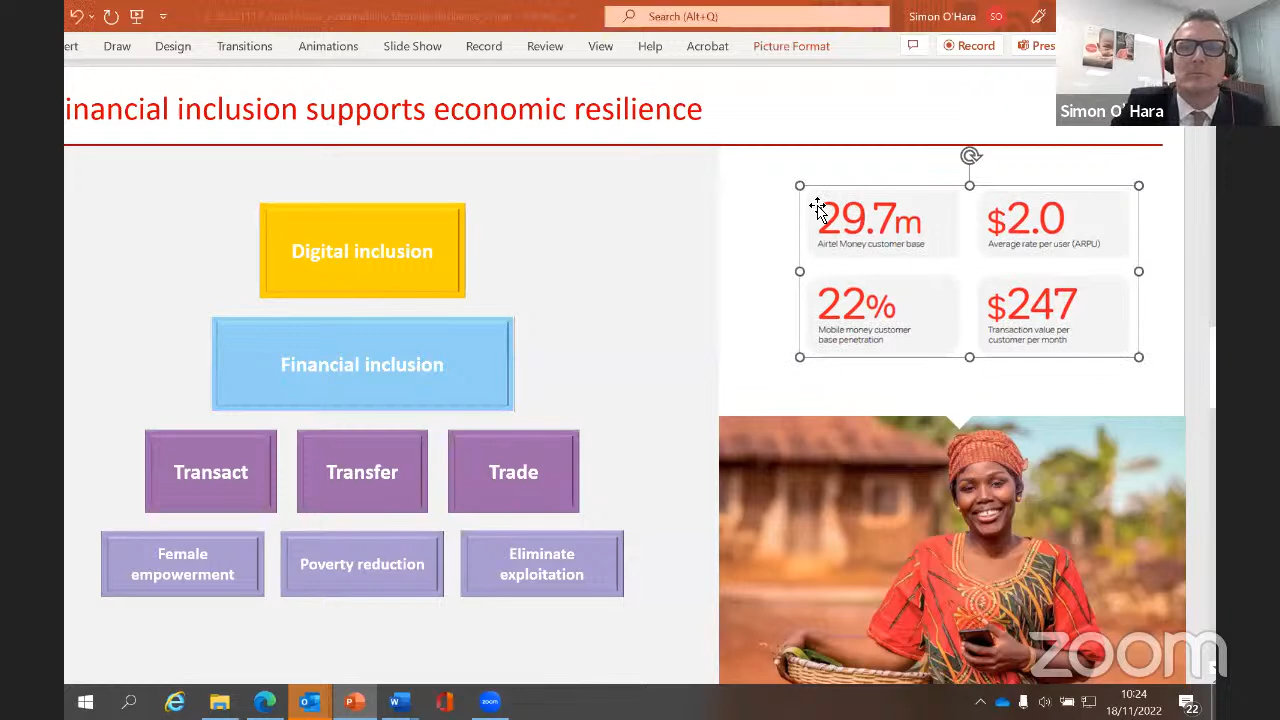 Search (Alt+Q)
Simon O'Hara
SO
ert
Draw
Design
Transitions
Animations
Slide Show
Record
Review
View
Help
Acrobat
Picture Format
Record
Pres
Simon O' Hara
inancial inclusion supports economic resilience
Digital inclusion
Financial inclusion
Transact
Transfer
Trade
Female
empowerment
Poverty reduction
Eliminate
exploitation
29.7m
Airtel Money customer base
$2.0
Average rate per user (ARPU)
22%
Mobile money customer
base penetration
$247
Transaction value per
customer per month
zoom
zoom
10:24
18/11/2022
22